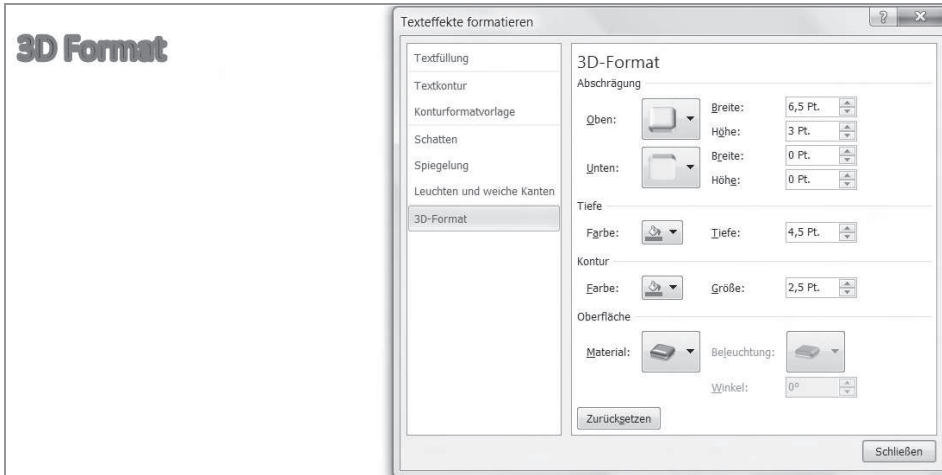 3D Format
Texteffekte formatieren
?
Textfüllung
Textkontur
Konturformatvorlage
Schatten
Spiegelung
Leuchten und weiche Kanten
3D-Format
3D-Format
Abschrägung
Oben:
Breite: 6,5 Pt.
Höhe: 3 Pt.
Unten:
Breite: 0 Pt.
Höhe: 0 Pt.
Tiefe
Farbe: Tiefe: 4,5 Pt.
Kontur
Farbe: Größe: 2,5 Pt.
Oberfläche
Material: Beleuchtung:
Winkel: 0°
Zurücksetzen
Schließen